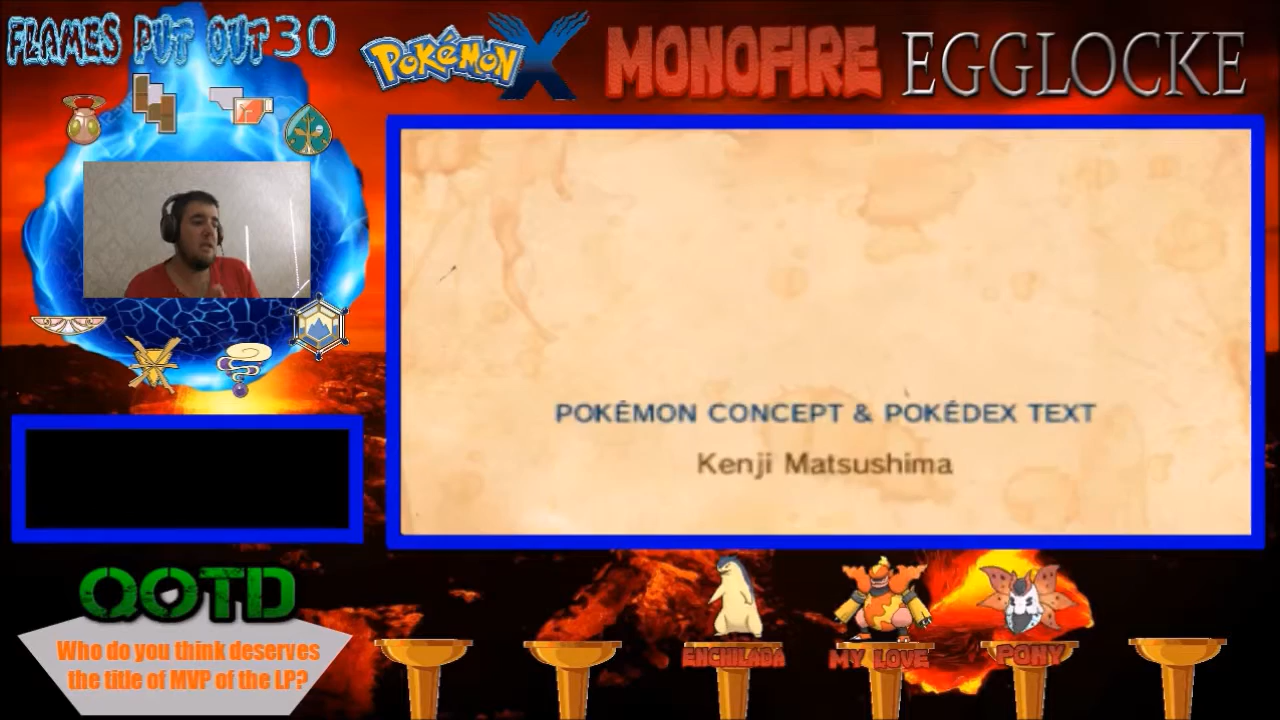 FLAMES PUT OUT 30
POKéMON X MONOFIRE EGGLOCKE
POKÉMON CONCEPT & POKÉDEX TEXT
Kenji Matsushima
QOTD
Who do you think deserves
the title of MVP of the LP?
ENCHILADA
MY LOVE
PONY